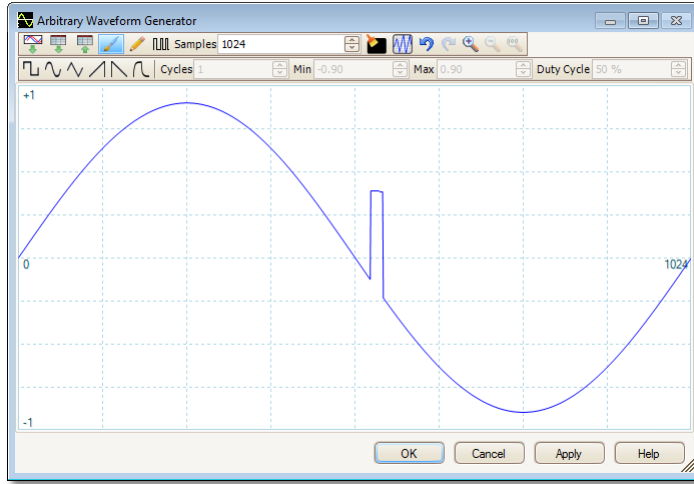 Arbitrary Waveform Generator
Samples 1024
Cycles 1 Min -0.90 Max 0.90 Duty Cycle 50 %
+1
0 1024
-1
OK Cancel Apply Help